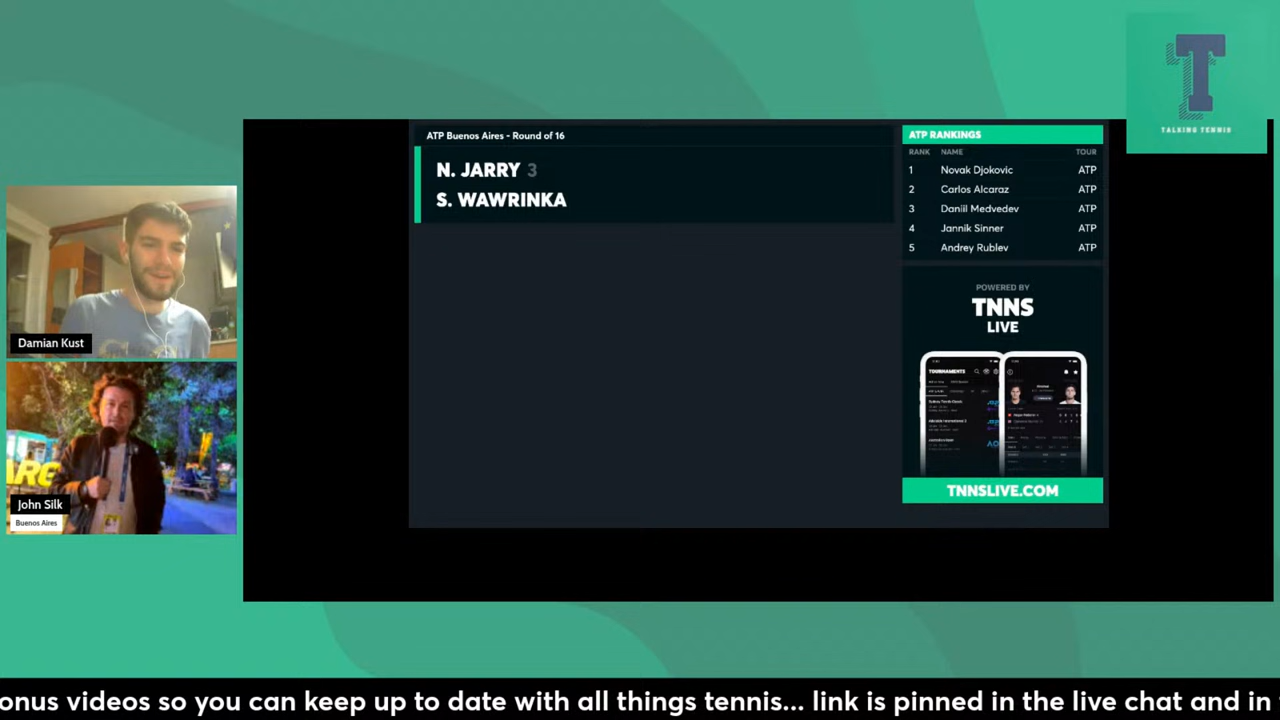 T
TALKING TENNIS
ATP Buenos Aires - Round of 16
N. JARRY 3
S. WAWRINKA
ATP RANKINGS
RANK NAME TOUR
1 Novak Djokovic ATP
2 Carlos Alcaraz ATP
3 Daniil Medvedev ATP
4 Jannik Sinner ATP
5 Andrey Rublev ATP
POWERED BY
TNNS
LIVE
TOURNAMENTS
TNNSLIVE.COM
Damian Kust
John Silk
Buenos Aires
onus videos so you can keep up to date with all things tennis... link is pinned in the live chat and in